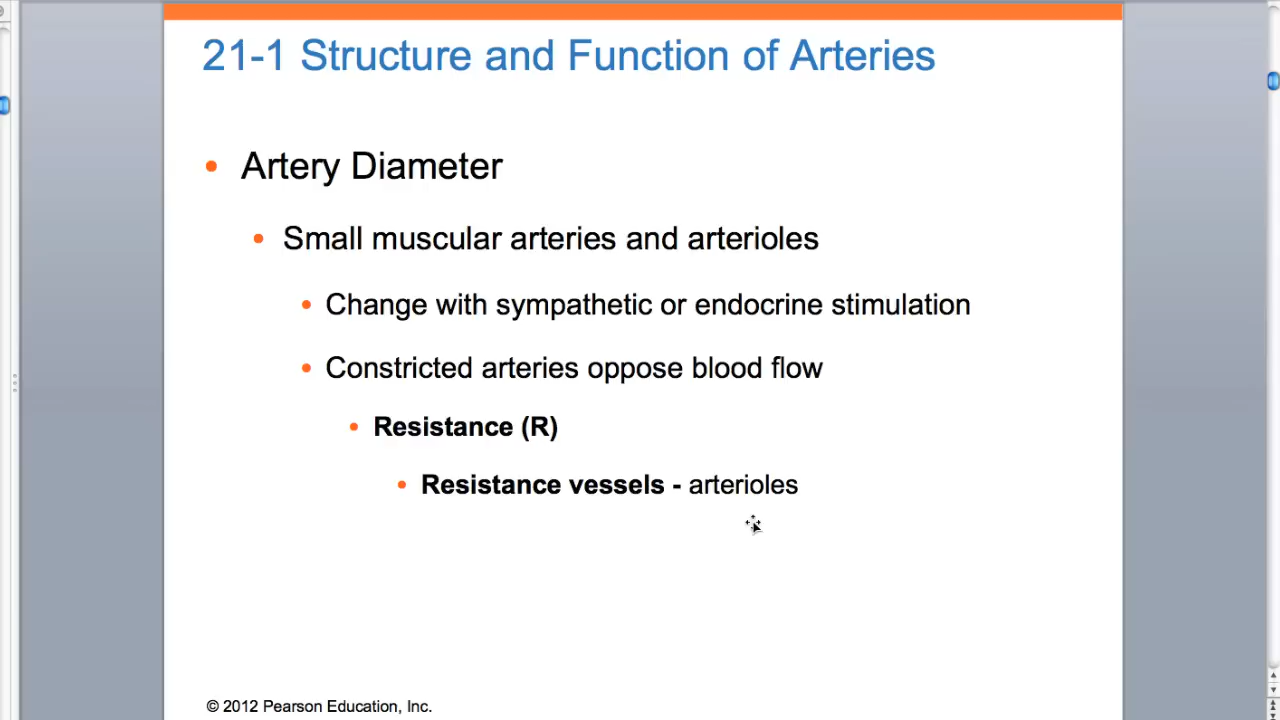 21-1 Structure and Function of Arteries
• Artery Diameter
• Small muscular arteries and arterioles
• Change with sympathetic or endocrine stimulation
• Constricted arteries oppose blood flow
• Resistance (R)
• Resistance vessels - arterioles
© 2012 Pearson Education, Inc.